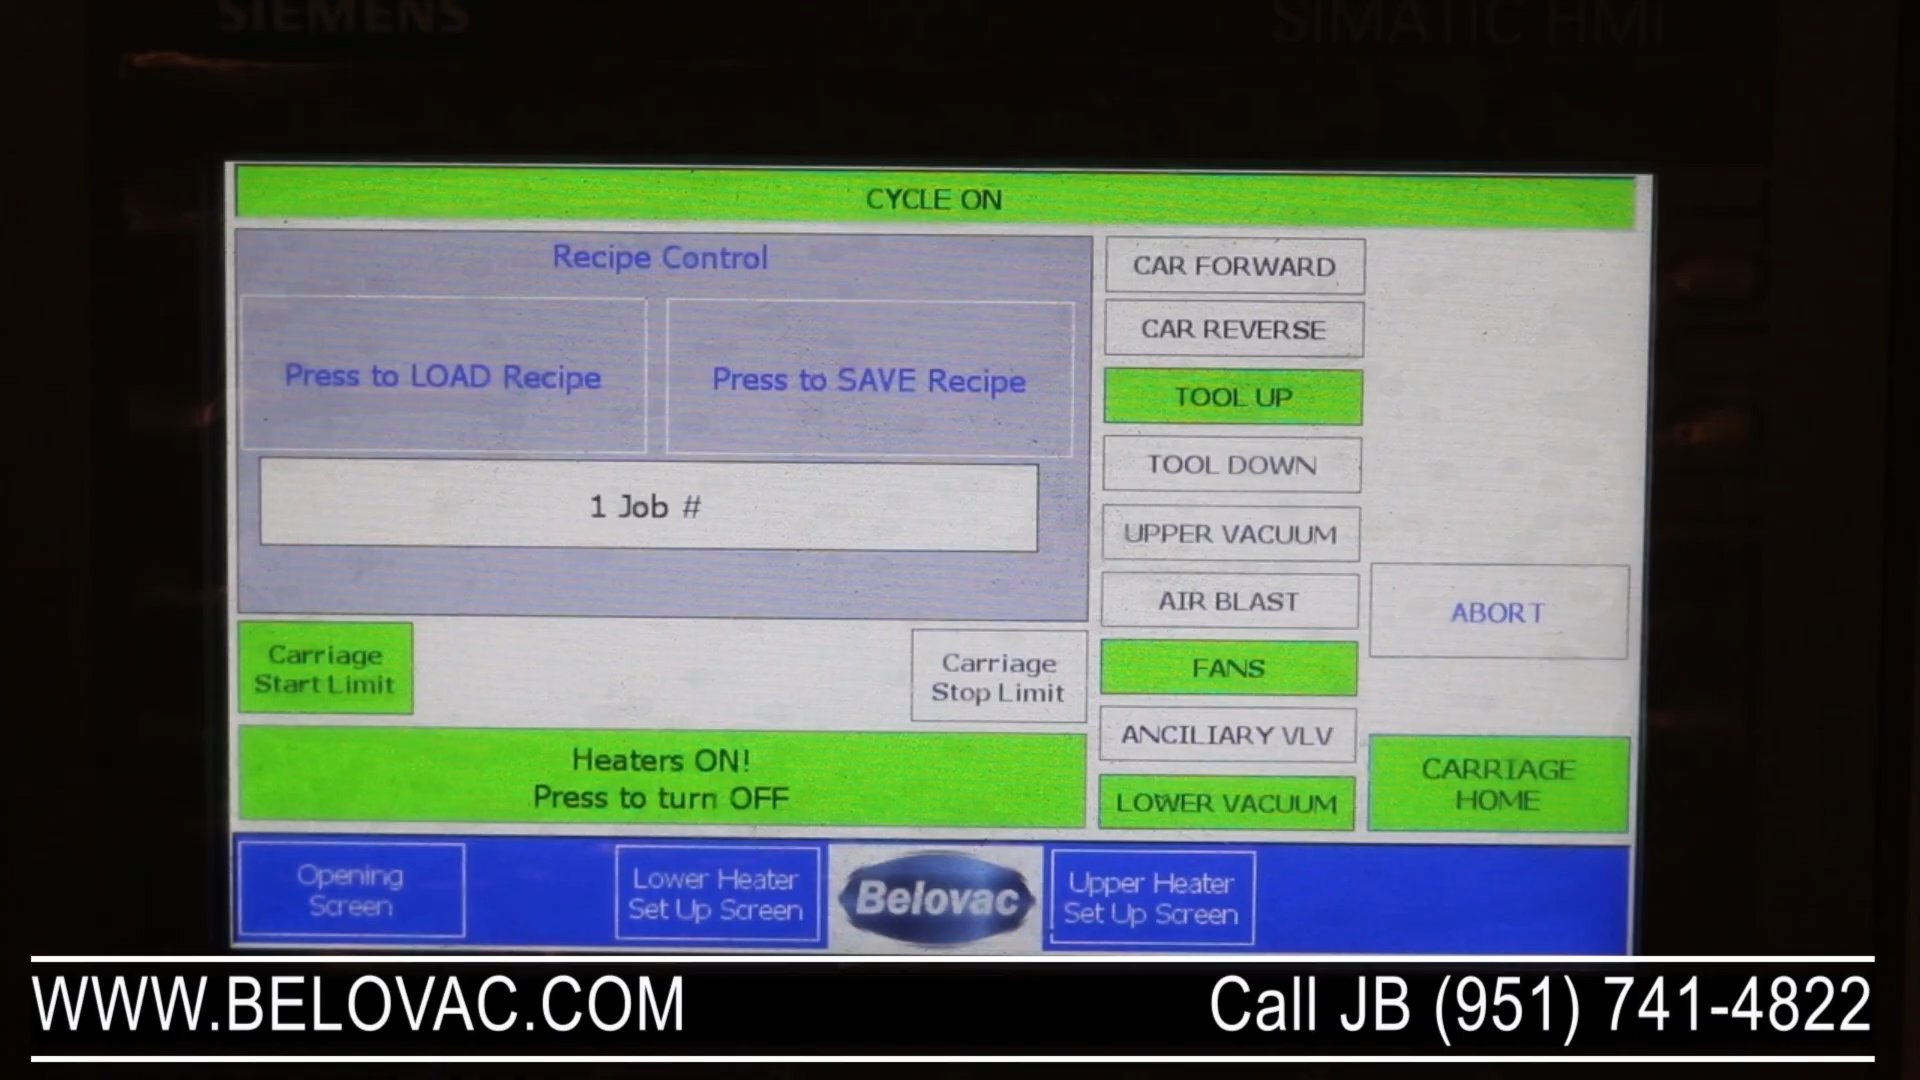 SIEMENS
SIMATIC HMI
CYCLE ON
Recipe Control
Press to LOAD Recipe
Press to SAVE Recipe
1 Job #
Carriage
Start Limit
Carriage
Stop Limit
Heaters ON!
Press to turn OFF
CAR FORWARD
CAR REVERSE
TOOL UP
TOOL DOWN
UPPER VACUUM
AIR BLAST
FANS
ANCILIARY VLV
LOWER VACUUM
ABORT
CARRIAGE
HOME
Opening
Screen
Lower Heater
Set Up Screen
Belovac
Upper Heater
Set Up Screen
WWW.BELOVAC.COM
Call JB (951) 741-4822